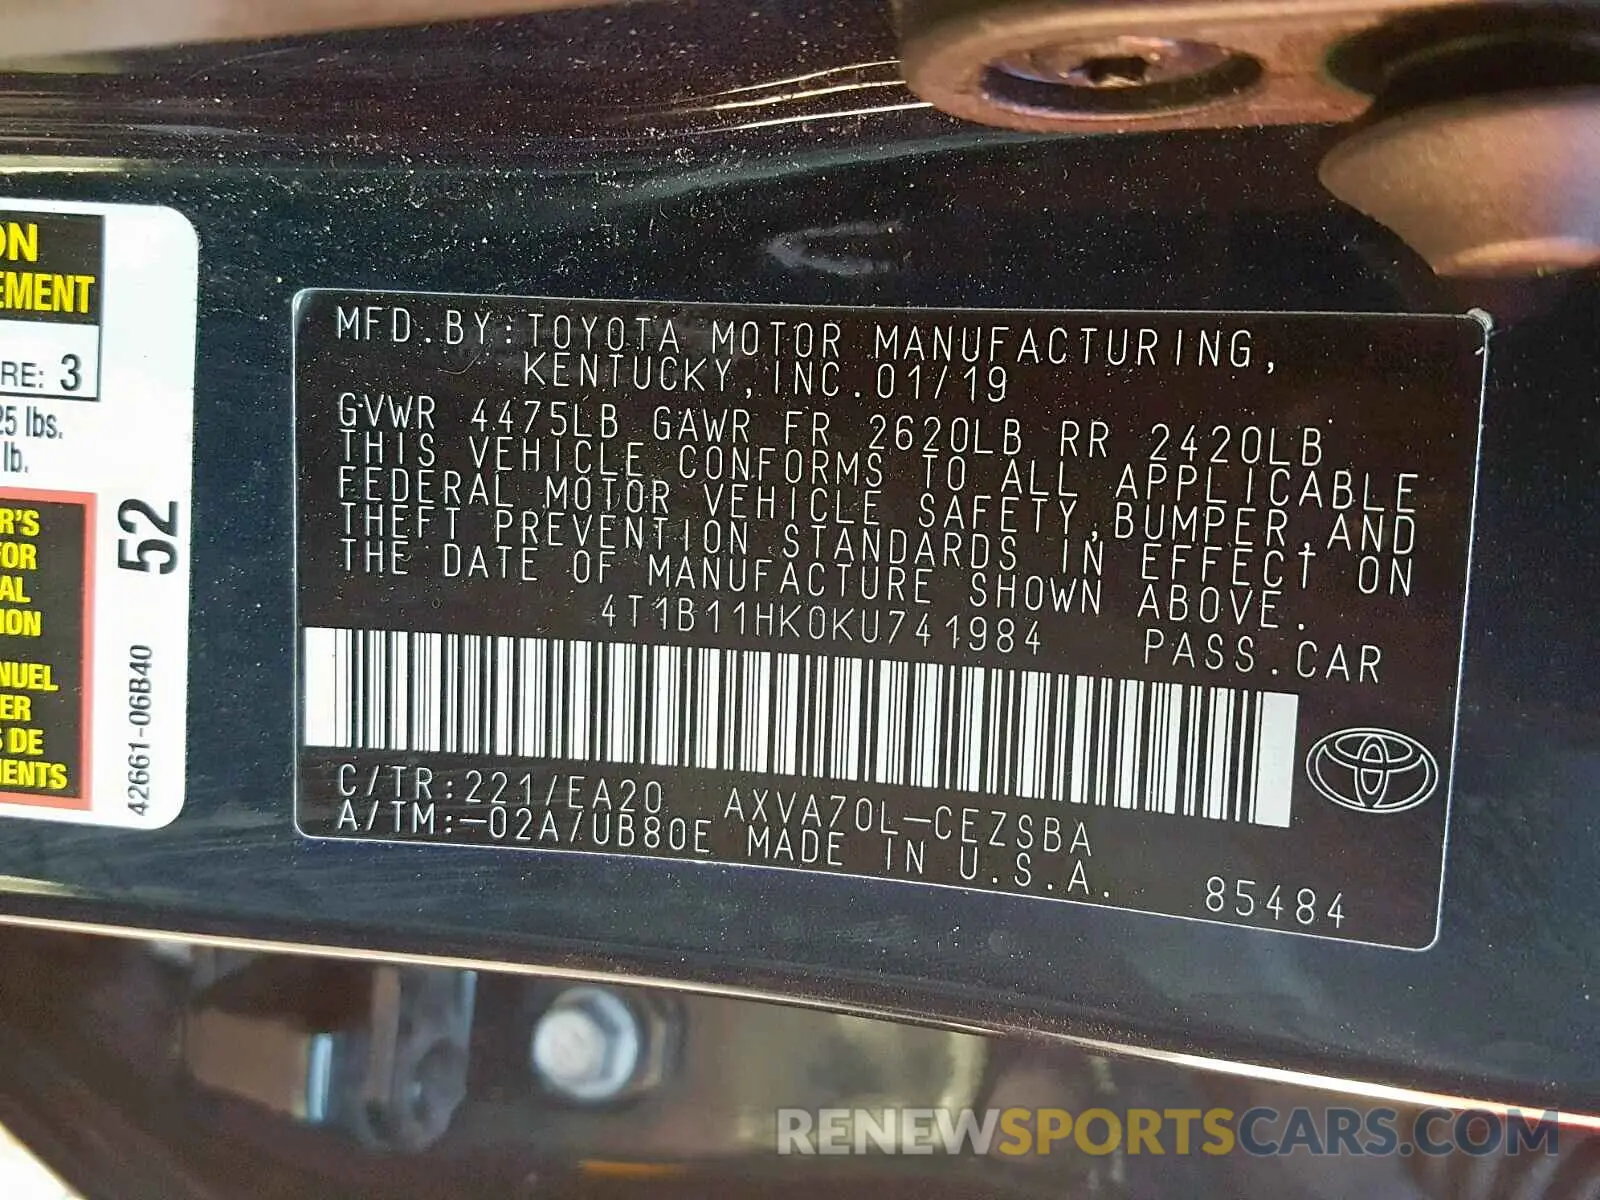 ON
EMENT
RE: 3
25 lbs.
lb.
R'S
FOR
AL
ION
NUEL
ER
S DE
MENTS
52
42661-06B40
MFD.BY:TOYOTA MOTOR MANUFACTURING,
KENTUCKY,INC.01/19
GVWR 4475LB GAWR FR 2620LB RR 2420LB
THIS VEHICLE CONFORMS TO ALL APPLICABLE
FEDERAL MOTOR VEHICLE SAFETY,BUMPER,AND
THEFT PREVENTION STANDARDS IN EFFECT ON
THE DATE OF MANUFACTURE SHOWN ABOVE.
4T1B11HK0KU741984 PASS.CAR
C/TR:221/EA20 AXVA70L-CEZSBA
A/TM:-02A/UB80E MADE IN U.S.A.
85484
RENEWSPORTSCARS.COM